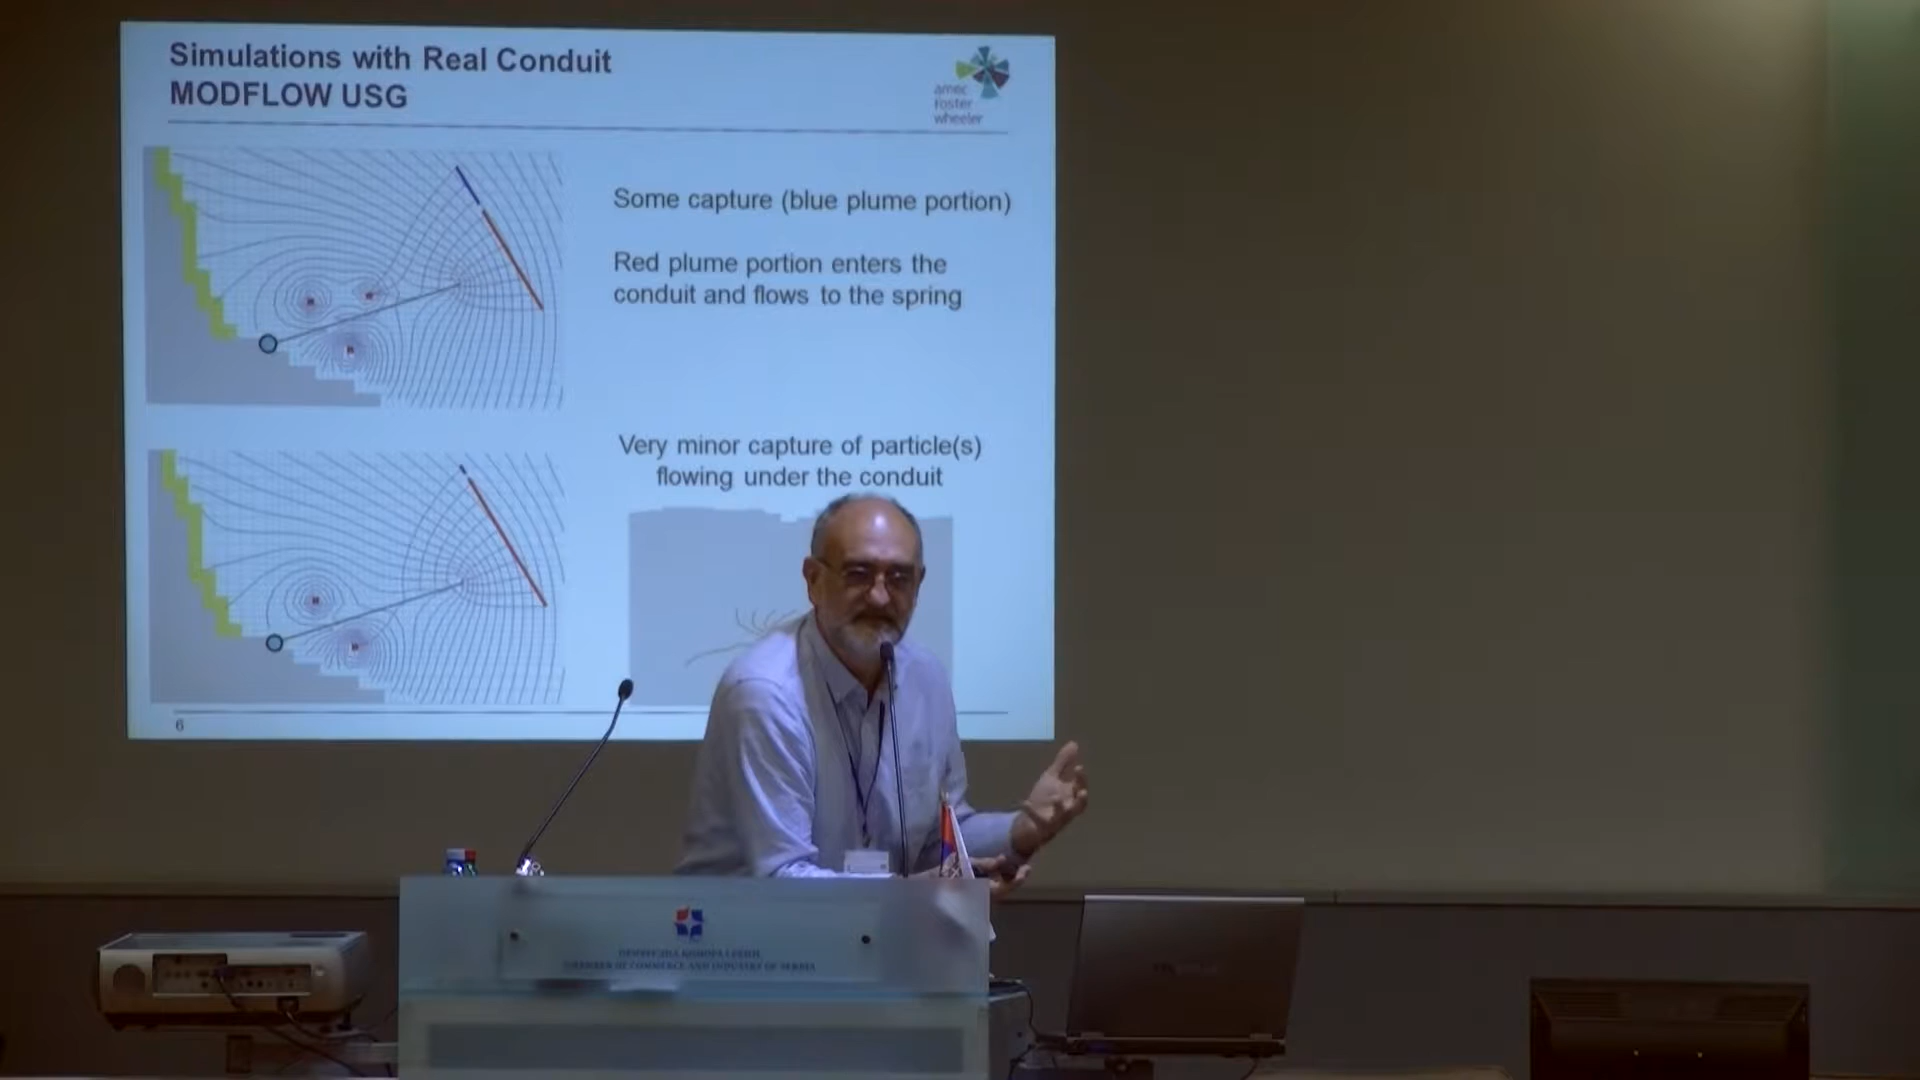 Simulations with Real Conduit
MODFLOW USG
amec
foster
wheeler
Some capture (blue plume portion)
Red plume portion enters the
conduit and flows to the spring
Very minor capture of particle(s)
flowing under the conduit
6
CHAMBER OF COMMERCE AND INDUSTRY OF SERBIA